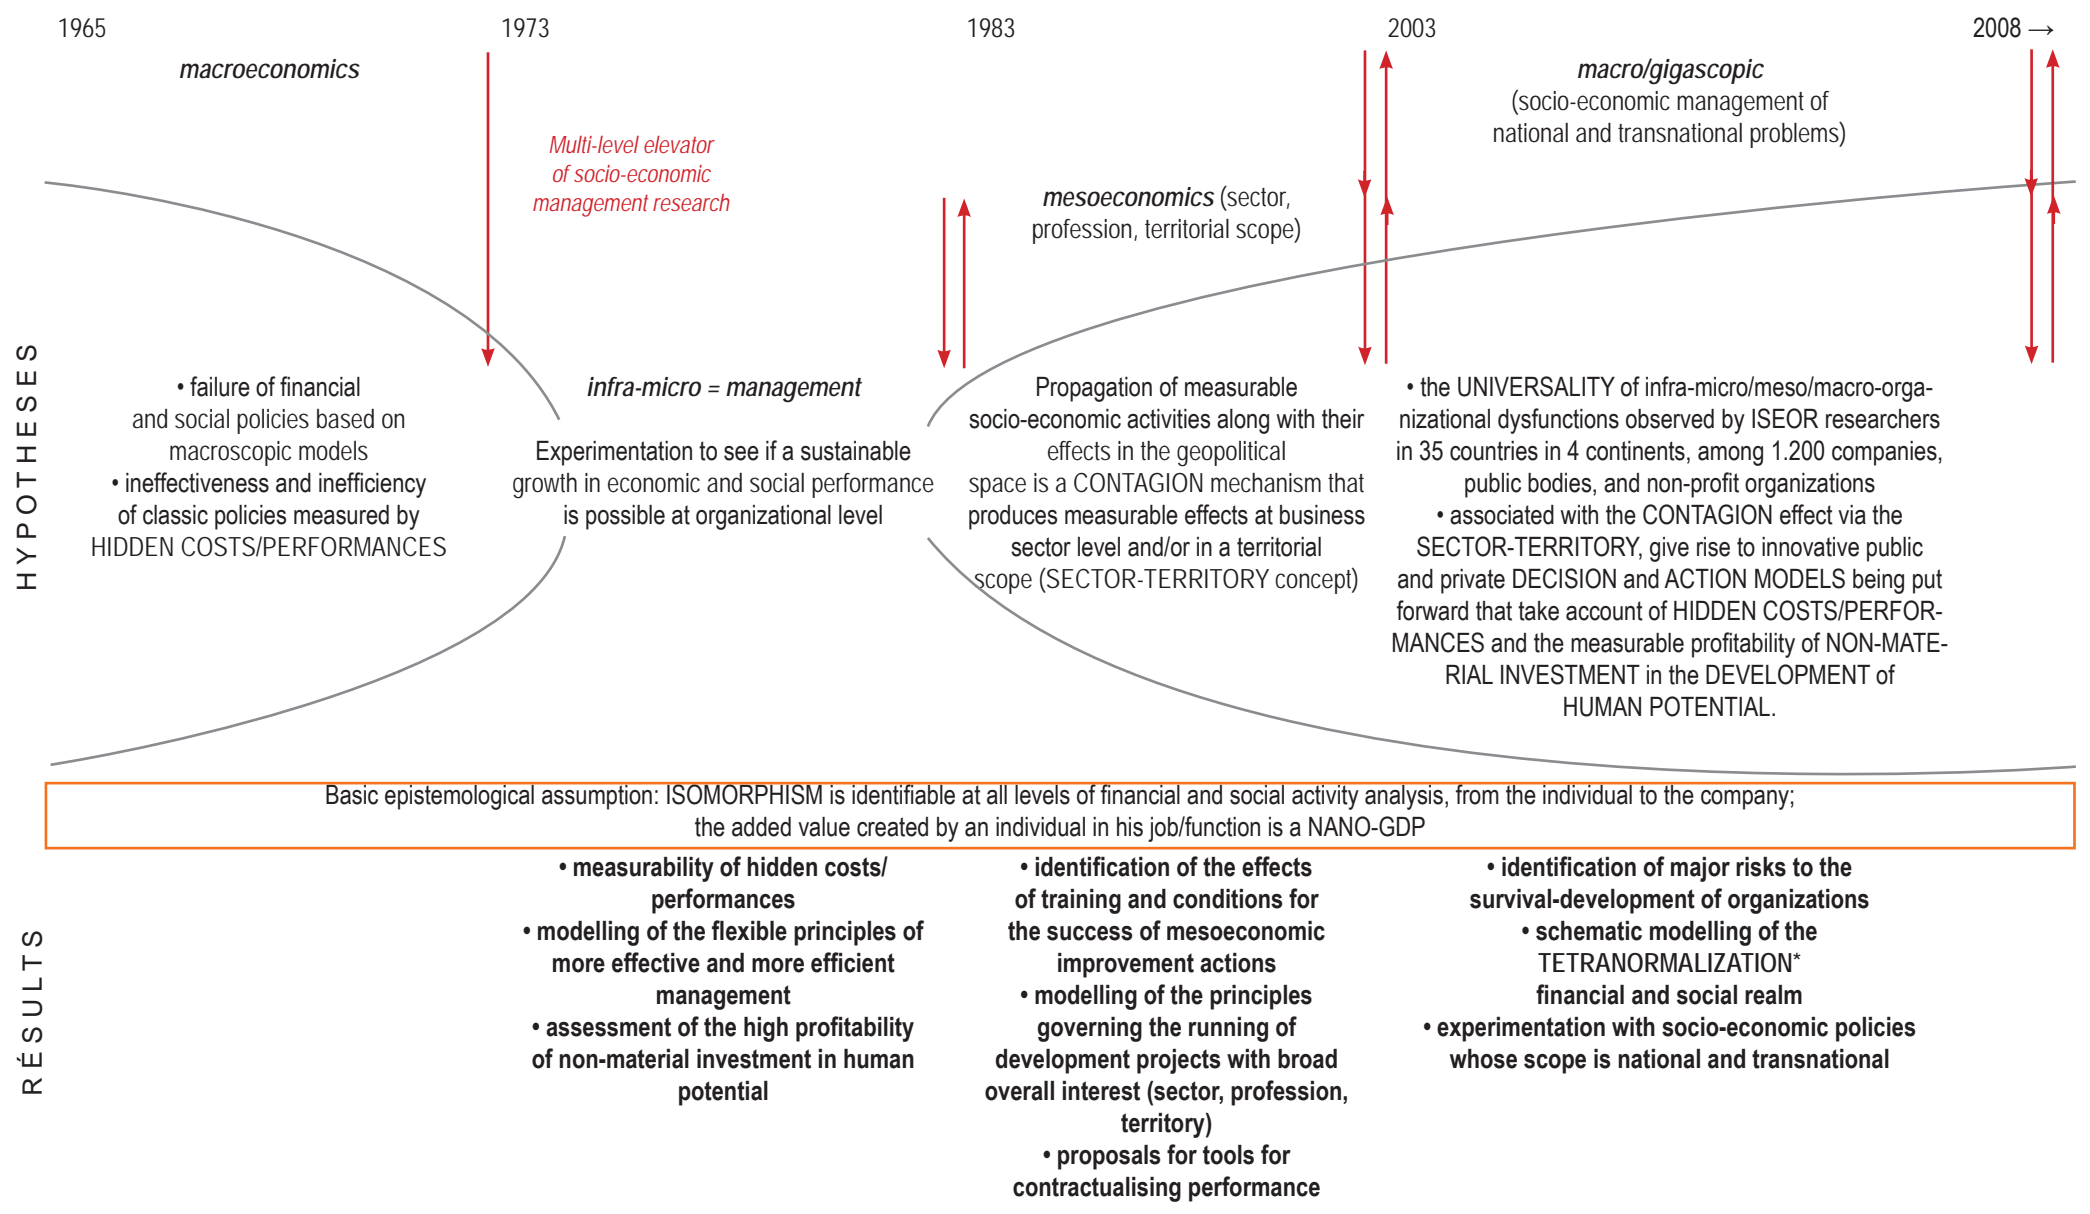 1965
1973
1983
2003
2008 →
macroeconomics
Multi-level elevator
of socio-economic
management research
mesoeconomics (sector,
profession, territorial scope)
macro/gigascopic
(socio-economic management of
national and transnational problems)
HYPOTHESES
• failure of financial
and social policies based on
macroscopic models
• ineffectiveness and inefficiency
of classic policies measured by
HIDDEN COSTS/PERFORMANCES
infra-micro = management
Experimentation to see if a sustainable
growth in economic and social performance
is possible at organizational level
Propagation of measurable
socio-economic activities along with their
effects in the geopolitical
space is a CONTAGION mechanism that
produces measurable effects at business
sector level and/or in a territorial
scope (SECTOR-TERRITORY concept)
• the UNIVERSALITY of infra-micro/meso/macro-orga-
nizational dysfunctions observed by ISEOR researchers
in 35 countries in 4 continents, among 1.200 companies,
public bodies, and non-profit organizations
• associated with the CONTAGION effect via the
SECTOR-TERRITORY, give rise to innovative public
and private DECISION and ACTION MODELS being put
forward that take account of HIDDEN COSTS/PERFOR-
MANCES and the measurable profitability of NON-MATE-
RIAL INVESTMENT in the DEVELOPMENT of
HUMAN POTENTIAL.
Basic epistemological assumption: ISOMORPHISM is identifiable at all levels of financial and social activity analysis, from the individual to the company;
the added value created by an individual in his job/function is a NANO-GDP
RÉSULTS
• measurability of hidden costs/
performances
• modelling of the flexible principles of
more effective and more efficient
management
• assessment of the high profitability
of non-material investment in human
potential
• identification of the effects
of training and conditions for
the success of mesoeconomic
improvement actions
• modelling of the principles
governing the running of
development projects with broad
overall interest (sector, profession,
territory)
• proposals for tools for
contractualising performance
• identification of major risks to the
survival-development of organizations
• schematic modelling of the
TETRANORMALIZATION*
financial and social realm
• experimentation with socio-economic policies
whose scope is national and transnational